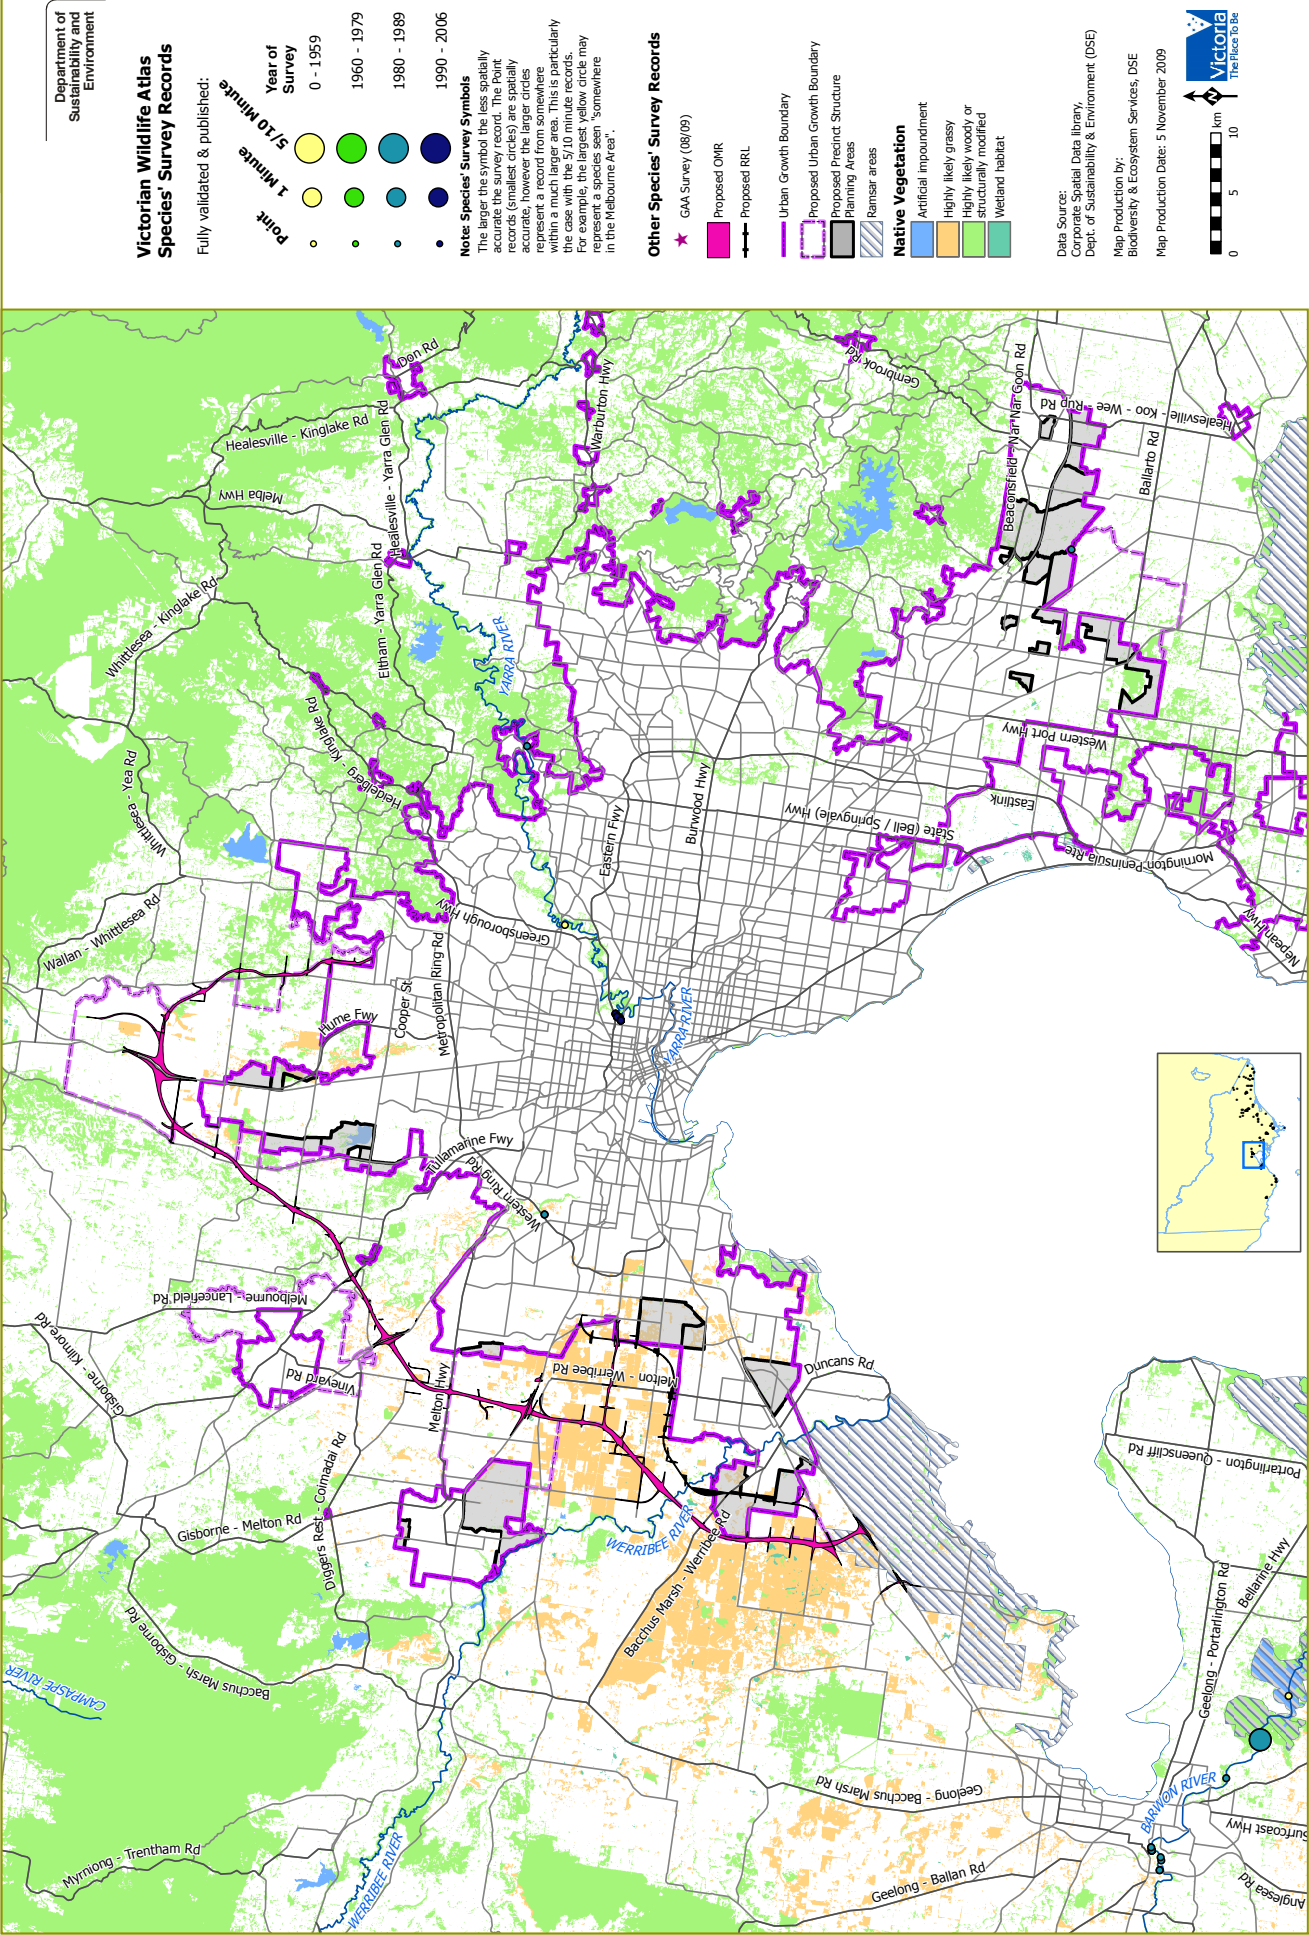 Department of
Sustainability and
Environment
Victorian Wildlife Atlas
Species' Survey Records
Fully validated & published:
Point
1 Minute
5/10 Minute
Year of
Survey
0 - 1959
1960 - 1979
1980 - 1989
1990 - 2006
Note: Species' Survey Symbols
The larger the symbol the less spatially
accurate the survey record. The Point
records (smallest circles) are spatially
accurate, however the larger circles
represent a record from somewhere
within a much larger area. This is particularly
the case with the 5/10 minute records.
For example, the largest yellow circle may
represent a species seen "somewhere
in the Melbourne Area".
Other Species' Survey Records
GAA Survey (08/09)
Proposed OMR
Proposed RRL
Urban Growth Boundary
Proposed Urban Growth Boundary
Proposed Precinct Structure
Planning Areas
Ramsar areas
Native Vegetation
Artificial impoundment
Highly likely grassy
Highly likely woody or
structurally modified
Wetland habitat
Data Source:
Corporate Spatial Data library,
Dept. of Sustainability & Environment (DSE)
Map Production by:
Biodiversity & Ecosystem Services, DSE
Map Production Date: 5 November 2009
0
5
10
km
N
Victoria
The Place To Be
CAMPASPE RIVER
Myrniong - Trentham Rd
WERRIBEE RIVER
Bacchus Marsh - Gisborne Rd
Gisborne - Melton Rd
Diggers Rest - Coimadai Rd
Gisborne - Kilmore Rd
Vineyard Rd
Melbourne - Lancefield Rd
Melton Hwy
Melton - Werribee Rd
WERRIBEE RIVER
Bacchus Marsh - Werribee Rd
Duncans Rd
Geelong - Bacchus Marsh Rd
Geelong - Ballan Rd
BARWON RIVER
Anglesea Rd
Surfcoast Hwy
Geelong - Portarlington Rd
Bellarine Hwy
Portarlington - Queenscliff Rd
Western Ring Rd
Tullamarine Fwy
Wallan - Whittlesea Rd
Hume Fwy
Cooper St
Metropolitan Ring Rd
Greensborough Hwy
Whittlesea - Yea Rd
Whittlesea - Kinglake Rd
Heidelberg - Kinglake Rd
Eltham - Yarra Glen Rd
Melba Hwy
Healesville - Kinglake Rd
Healesville - Yarra Glen Rd
Don Rd
YARRA RIVER
YARRA RIVER
Eastern Fwy
Burwood Hwy
Warburton Hwy
State (Bell / Springvale) Hwy
Eastlink
Mornington Peninsula Rte
Nepean Hwy
Western Port Hwy
Gembrook Rd
Beaconsfield - Nar Nar Goon Rd
Healesville - Koo - Wee - Rup Rd
Ballarto Rd